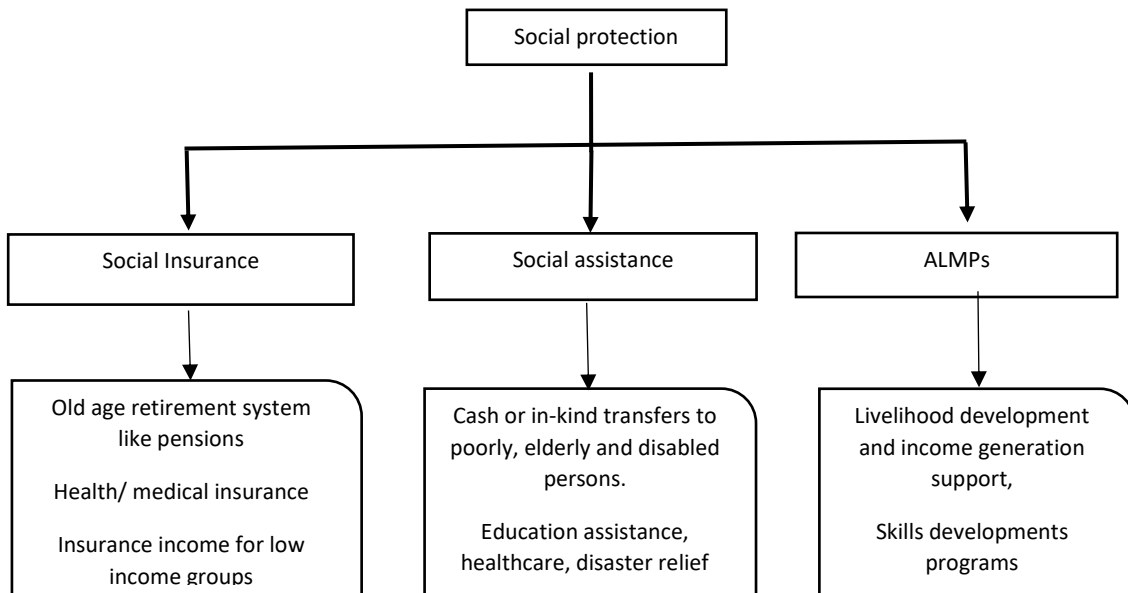 Social protection
Social Insurance
Social assistance
ALMPs
Old age retirement system
like pensions
Health/ medical insurance
Insurance income for low
income groups
Cash or in-kind transfers to
poorly, elderly and disabled
persons.
Education assistance,
healthcare, disaster relief
Livelihood development
and income generation
support,
Skills developments
programs